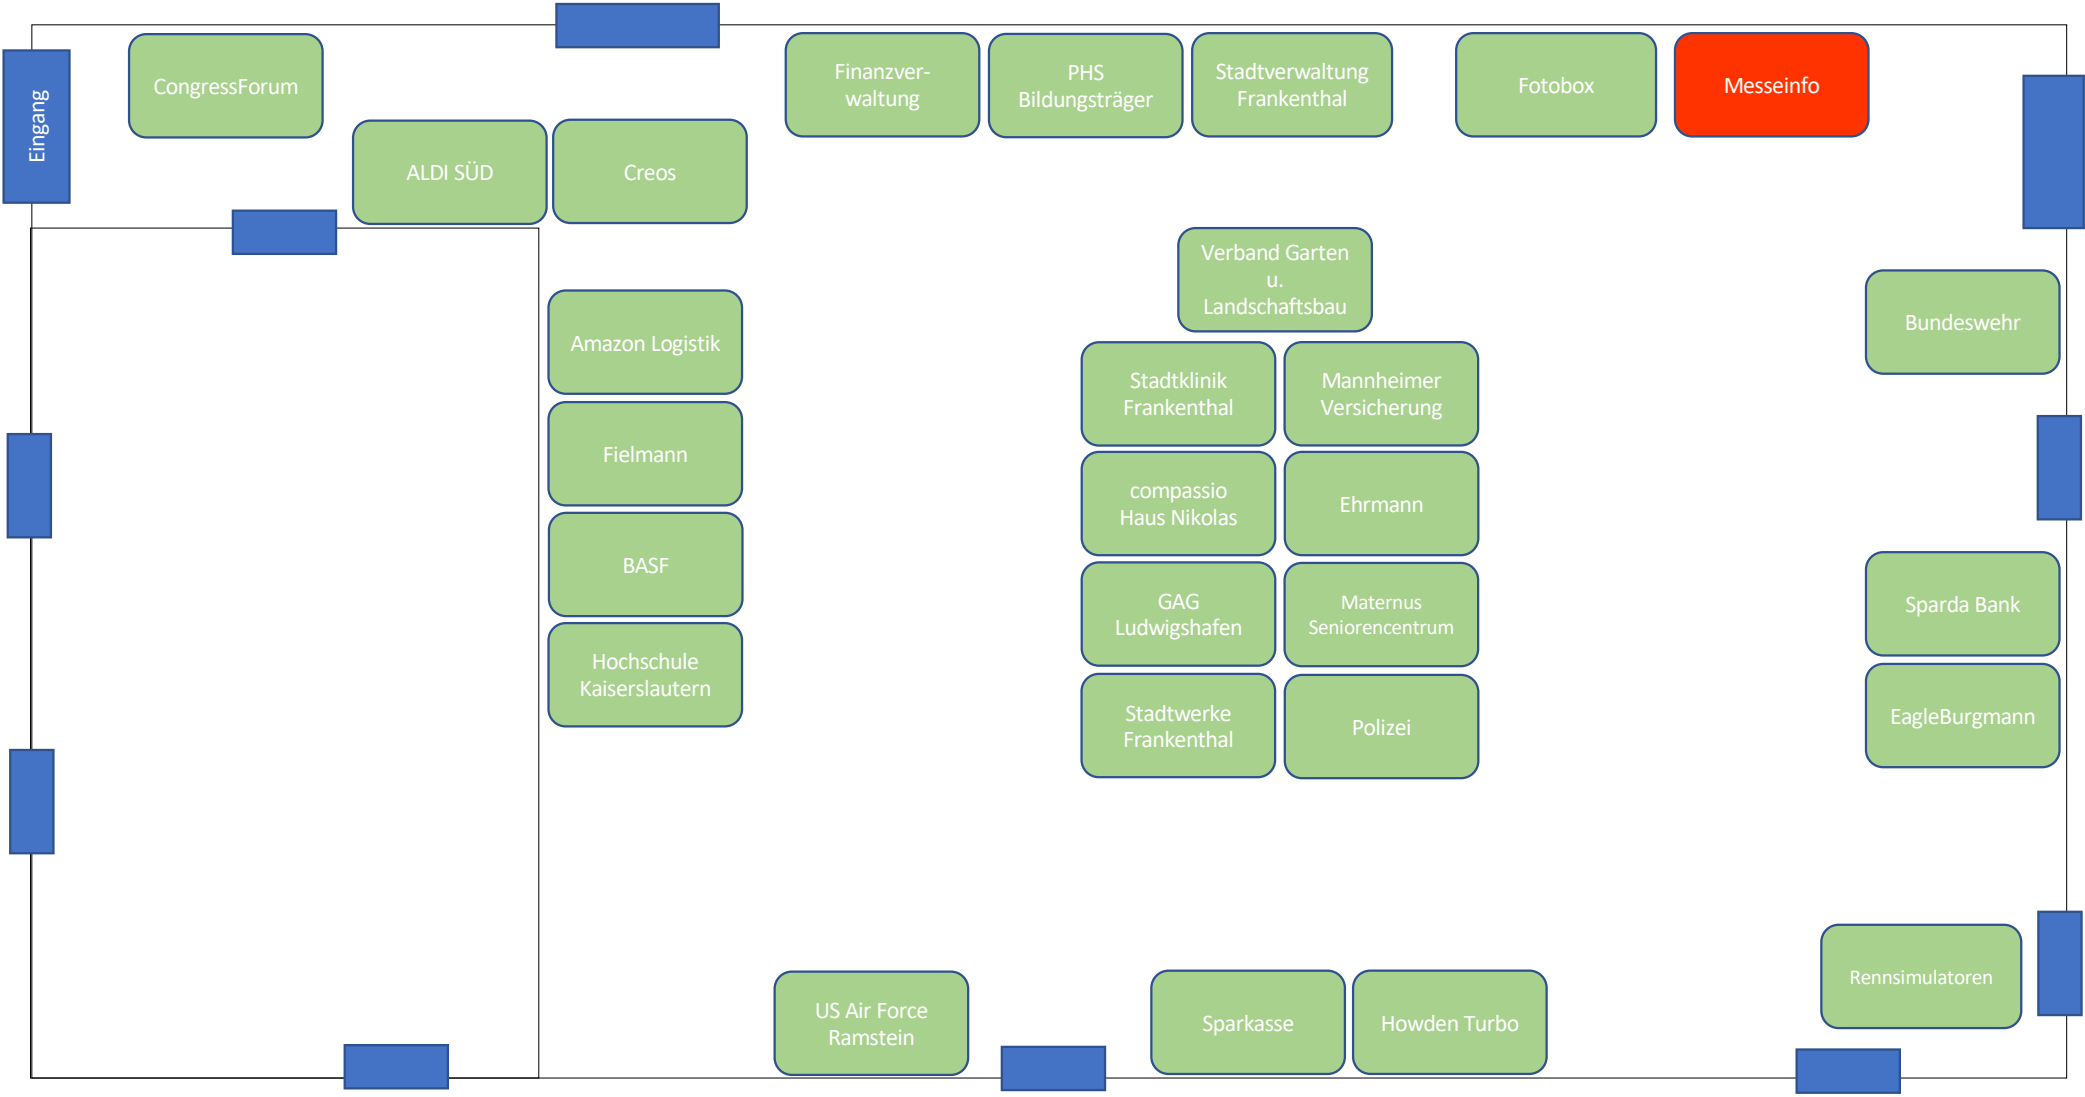 Eingang
CongressForum
ALDI SÜD
Creos
Finanzver-
waltung
PHS
Bildungsträger
Stadtverwaltung
Frankenthal
Fotobox
Messeinfo
Verband Garten
u.
Landschaftsbau
Bundeswehr
Amazon Logistik
Stadtklinik
Frankenthal
Mannheimer
Versicherung
Fielmann
compassio
Haus Nikolas
Ehrmann
BASF
GAG
Ludwigshafen
Maternus
Seniorencentrum
Sparda Bank
Hochschule
Kaiserslautern
Stadtwerke
Frankenthal
Polizei
EagleBurgmann
US Air Force
Ramstein
Sparkasse
Howden Turbo
Rennsimulatoren